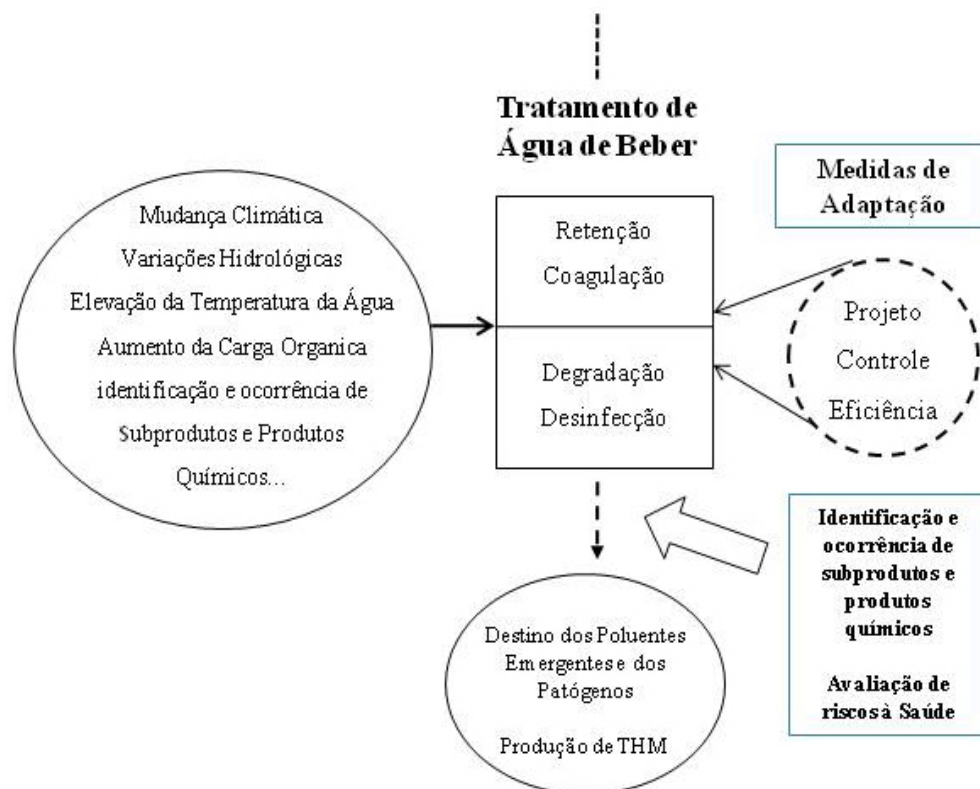 Tratamento de
Água de Beber
Mudança Climática
Variações Hidrológicas
Elevação da Temperatura da Água
Aumento da Carga Organica
identificação e ocorrência de
Subprodutos e Produtos
Químicos...
Retenção
Coagulação
Degradação
Desinfecção
Medidas de
Adaptação
Projeto
Controle
Eficiência
Identificação e
ocorrência de
subprodutos e
produtos
químicos
Avaliação de
riscos à Saúde
Destino dos Poluentes
Emergentes e dos
Patógenos
Produção de THM